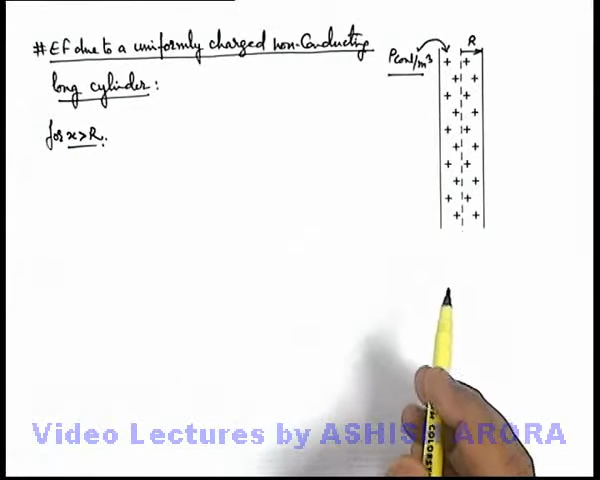 # EF due to a uniformly charged non-Conducting
long cylinder:
for x>R.
ρ coul/m³
R
Video Lectures by ASHISH ARORA